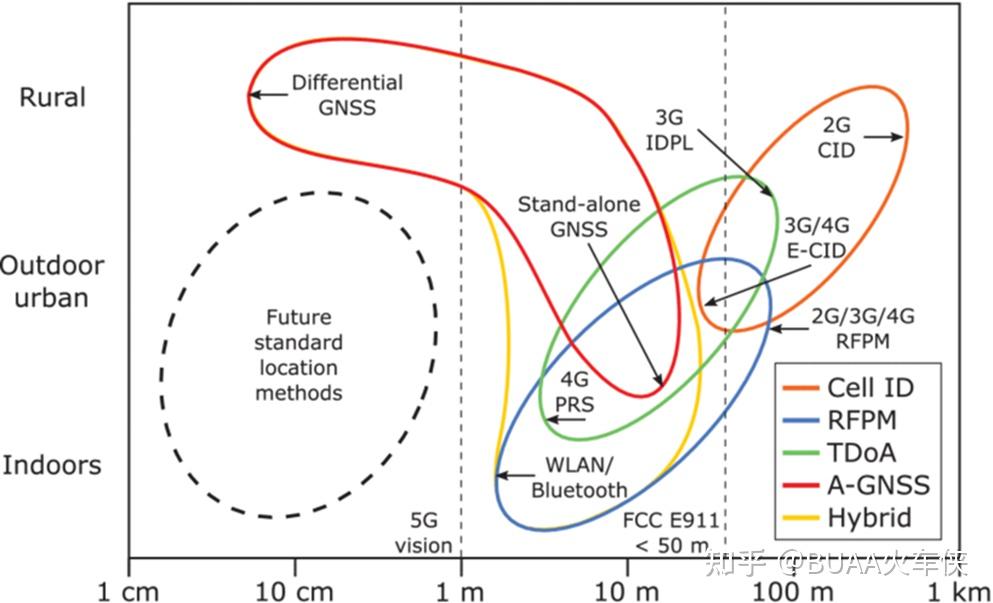 Rural
Differential
GNSS
3G
IDPL
2G
CID
Stand-alone
GNSS
3G/4G
E-CID
Outdoor
urban
Future
standard
location
methods
2G/3G/4G
RFPM
4G
PRS
Cell ID
RFPM
TDoA
A-GNSS
Hybrid
Indoors
WLAN/
Bluetooth
5G
vision
FCC E911
< 50 m
知乎 @BUAA火车侠
1 cm
10 cm
1 m
10 m
100 m
1 km